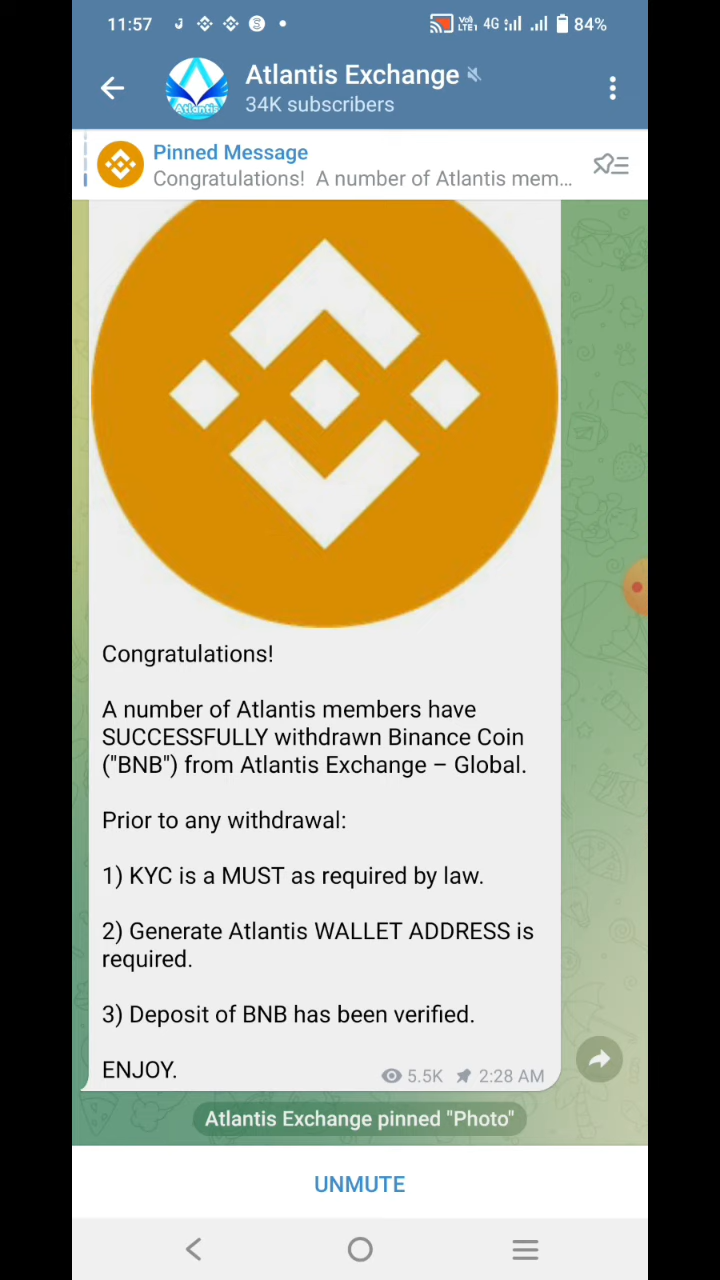 11:57
Vo)) LTE1 4G 84%
Atlantis Exchange
34K subscribers
Atlantis
Pinned Message
Congratulations!  A number of Atlantis mem...
Congratulations!
A number of Atlantis members have
SUCCESSFULLY withdrawn Binance Coin
("BNB") from Atlantis Exchange – Global.
Prior to any withdrawal:
1) KYC is a MUST as required by law.
2) Generate Atlantis WALLET ADDRESS is
required.
3) Deposit of BNB has been verified.
ENJOY.
5.5K 2:28 AM
Atlantis Exchange pinned "Photo"
UNMUTE